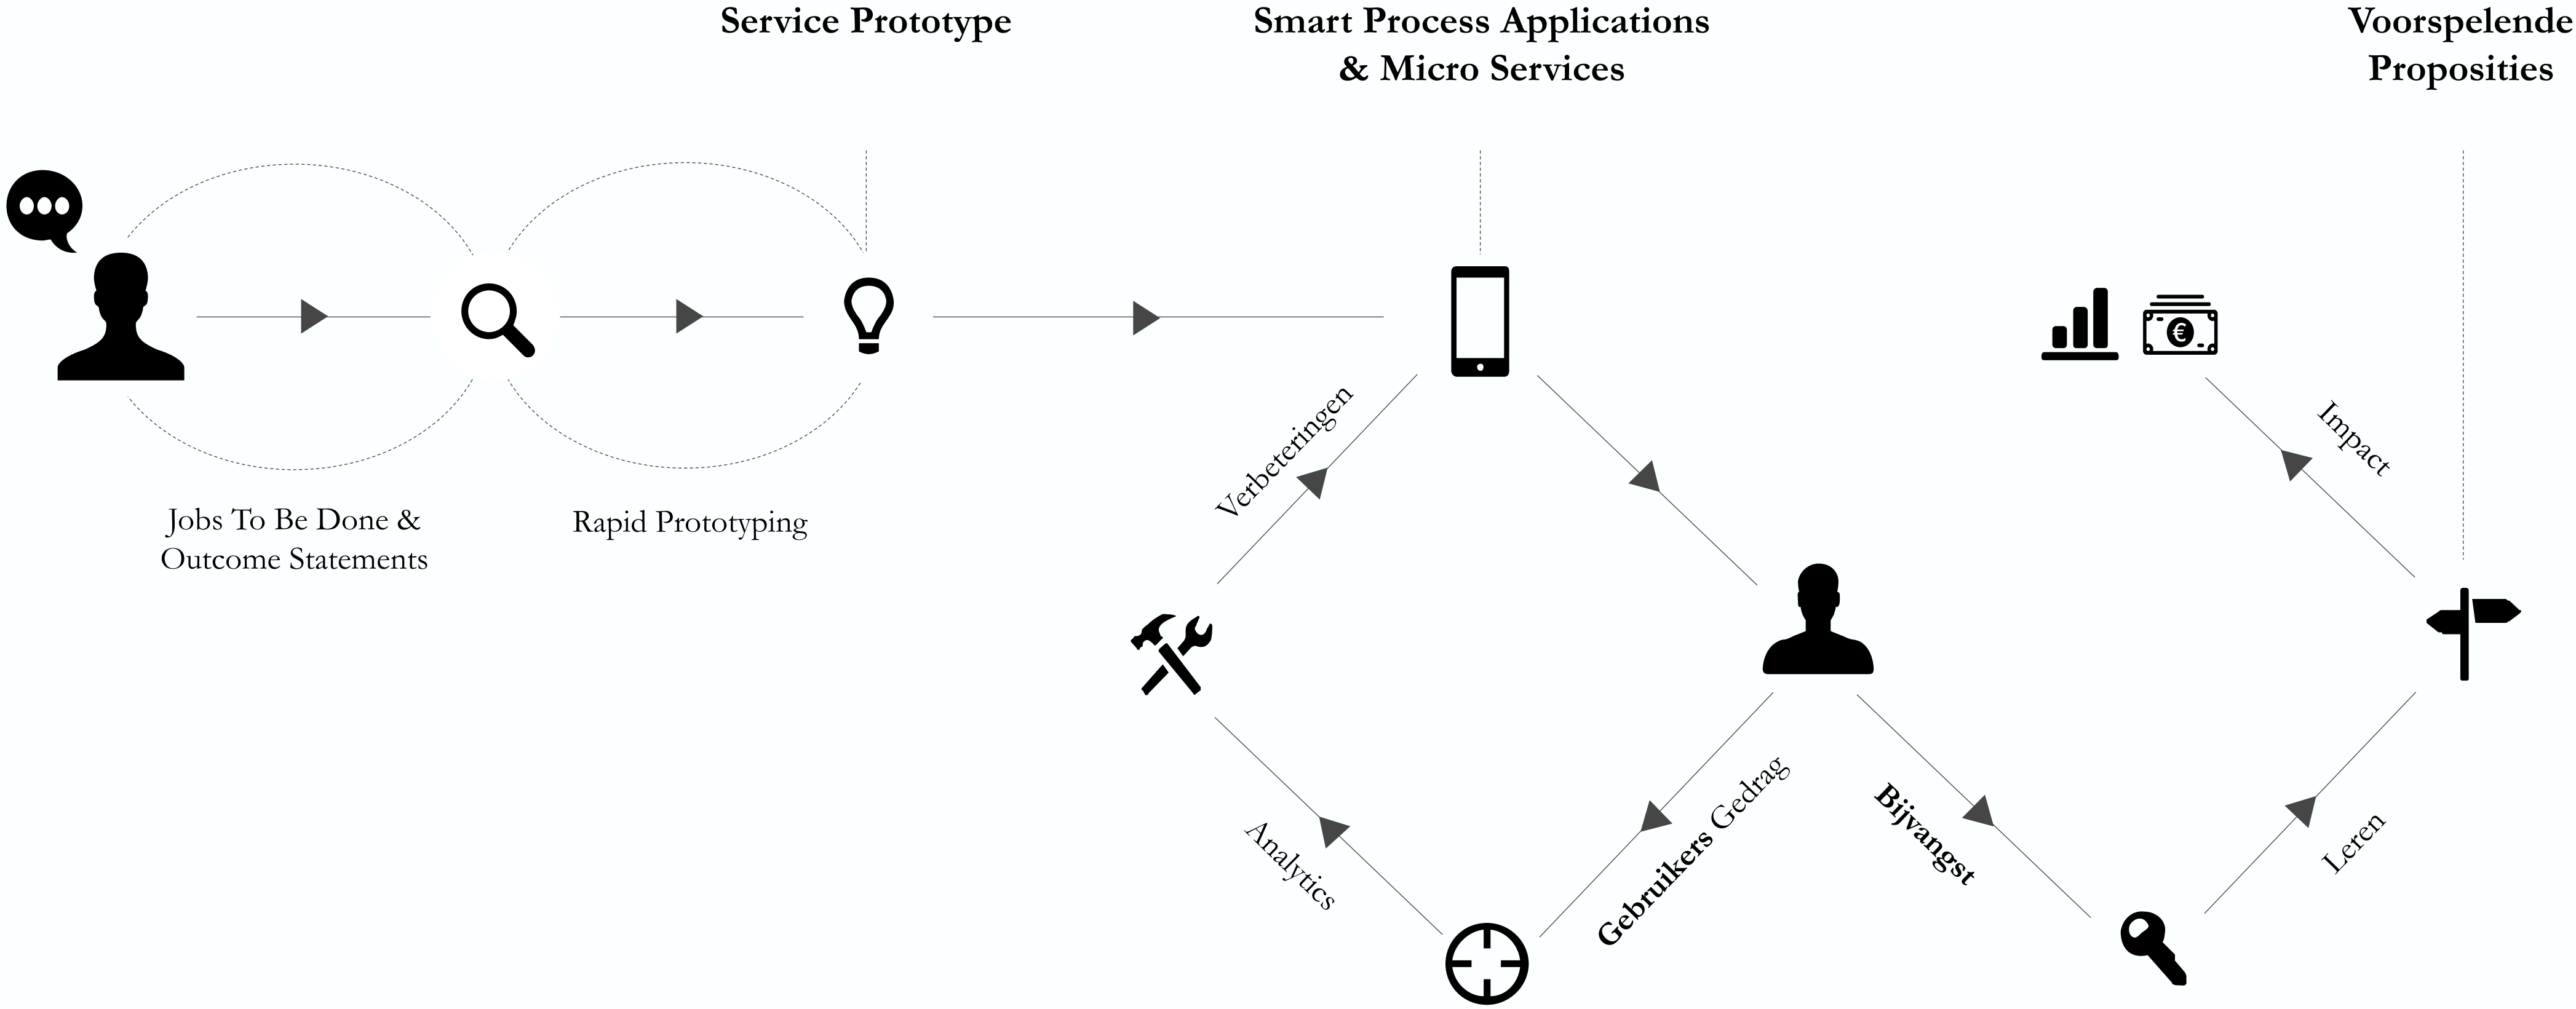 Service Prototype
Smart Process Applications
& Micro Services
Voorspelende
Proposities
Jobs To Be Done &
Outcome Statements
Rapid Prototyping
Verbeteringen
Impact
Analytics
Gebruikers Gedrag
Bijvangst
Leren
€